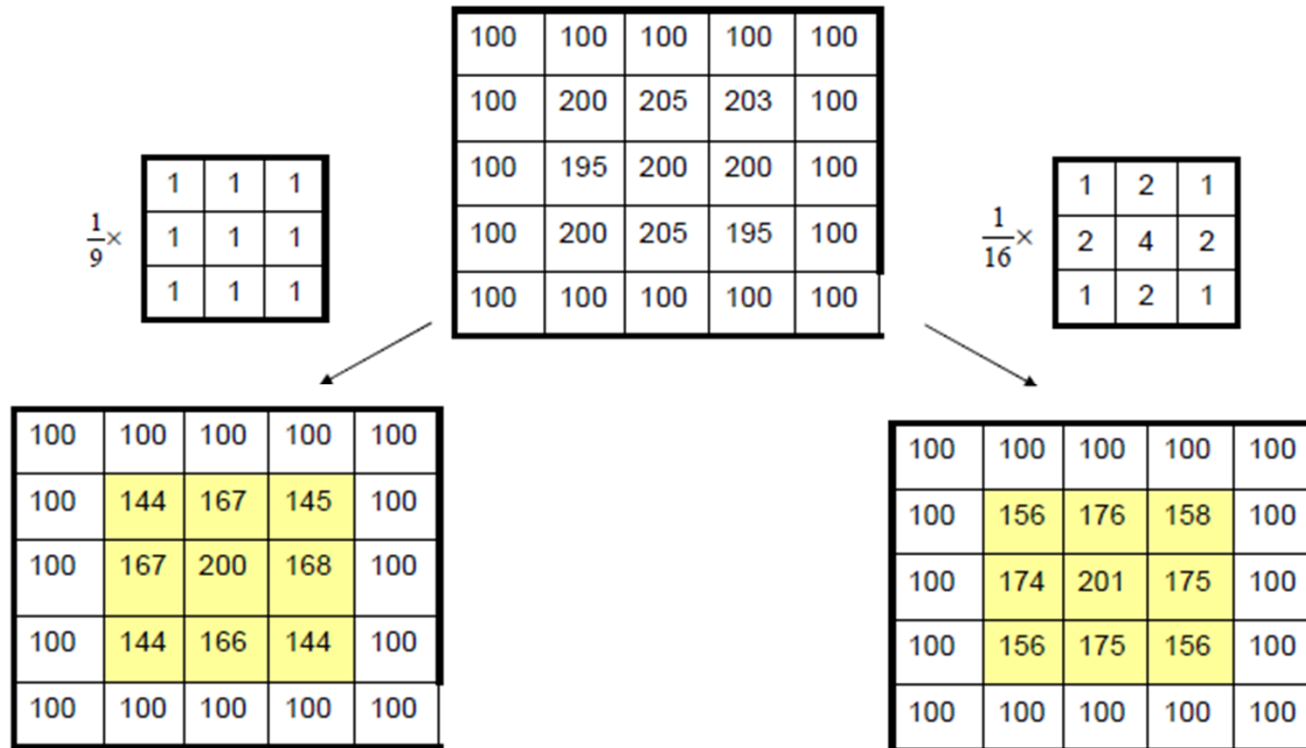 100 100 100 100 100
100 200 205 203 100
100 195 200 200 100
100 200 205 195 100
100 100 100 100 100
1/9 ×
1 1 1
1 1 1
1 1 1
1/16 ×
1 2 1
2 4 2
1 2 1
100 100 100 100 100
100 144 167 145 100
100 167 200 168 100
100 144 166 144 100
100 100 100 100 100
100 100 100 100 100
100 156 176 158 100
100 174 201 175 100
100 156 175 156 100
100 100 100 100 100